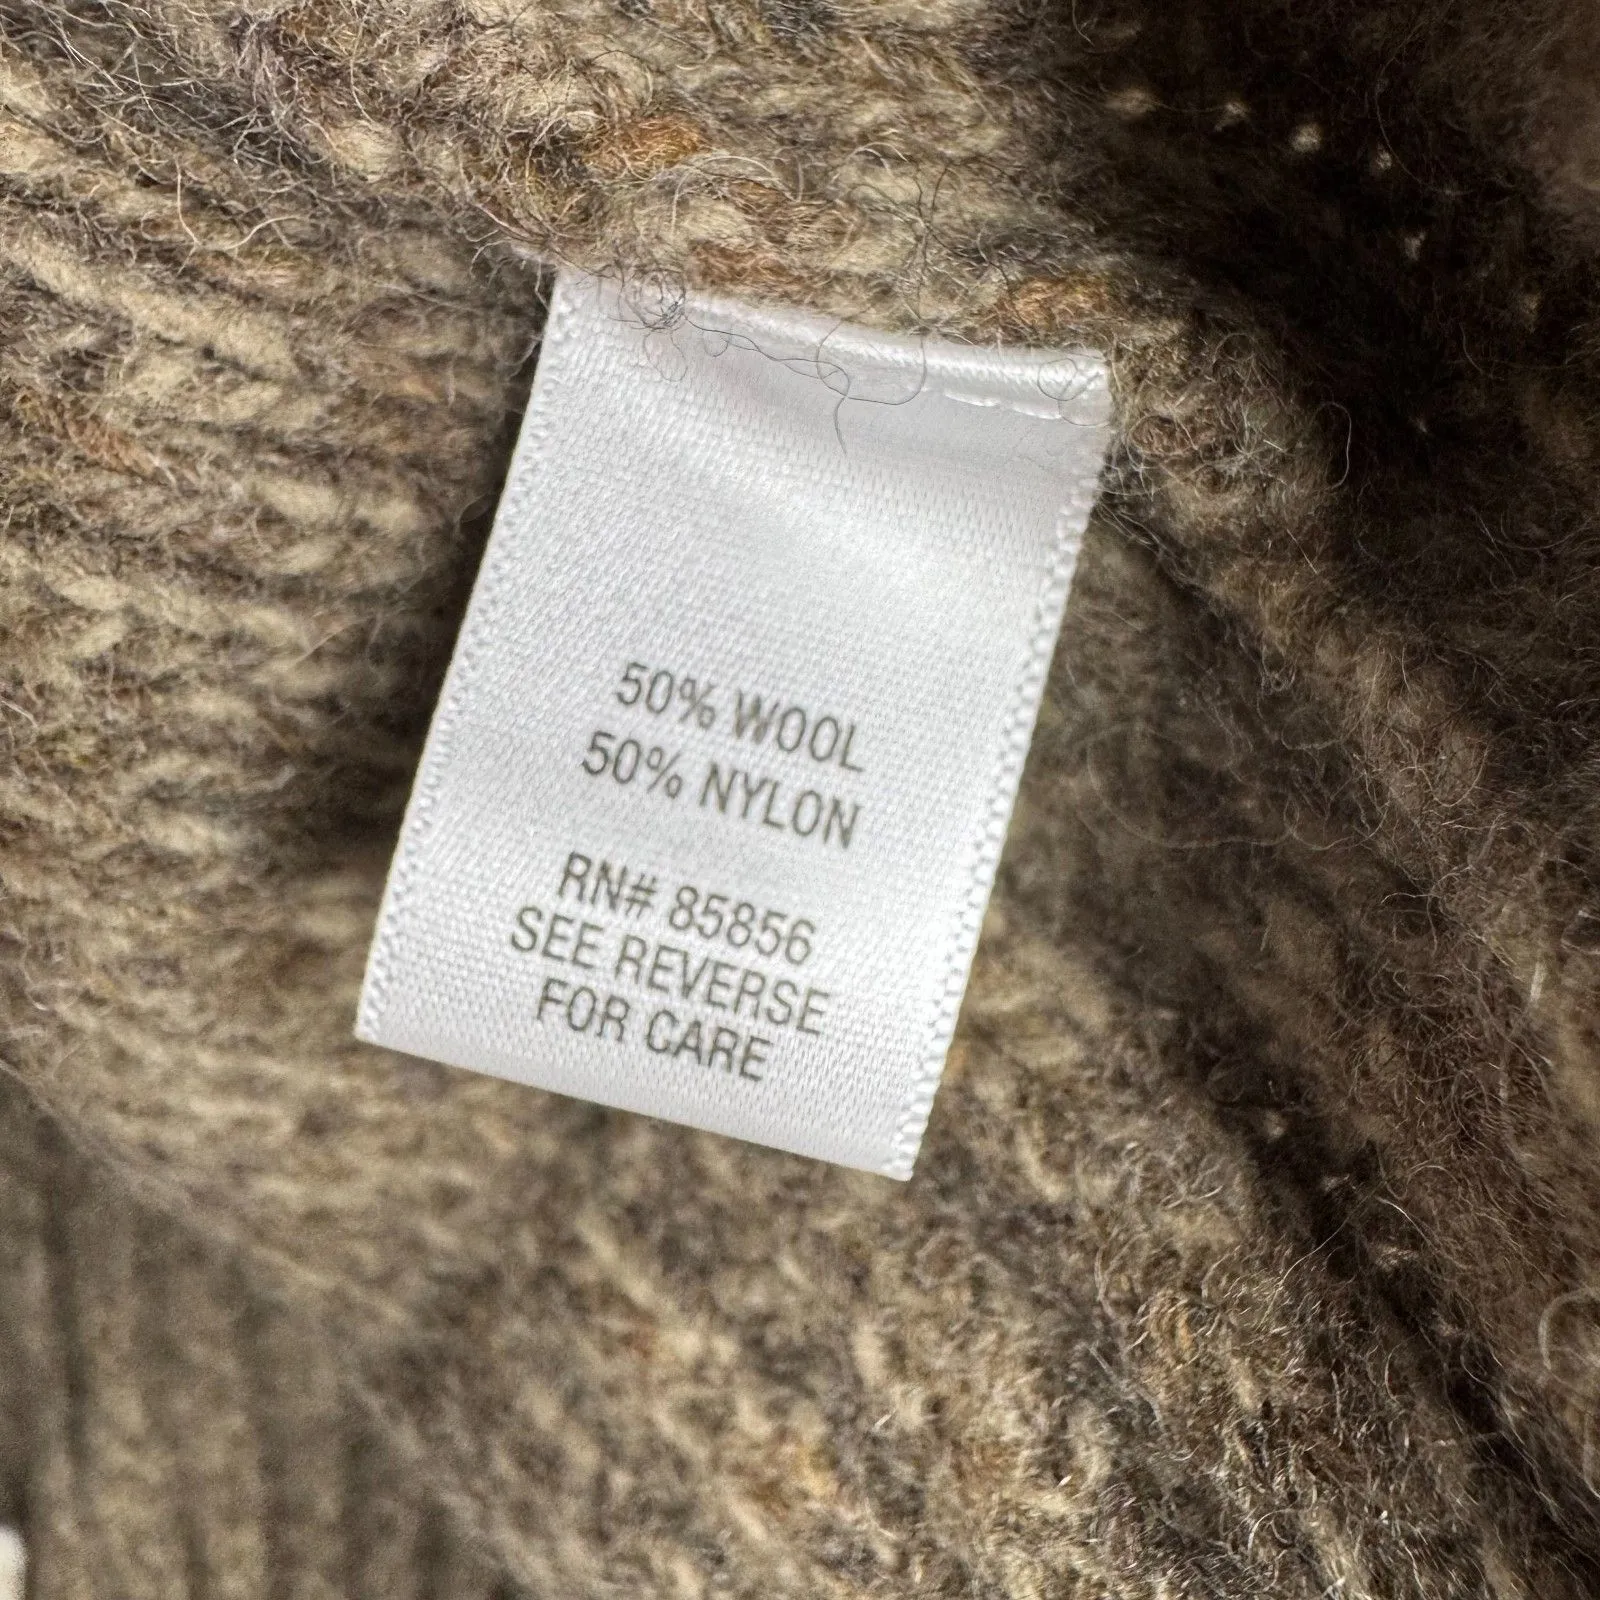 50% WOOL
50% NYLON
RN# 85856
SEE REVERSE
FOR CARE